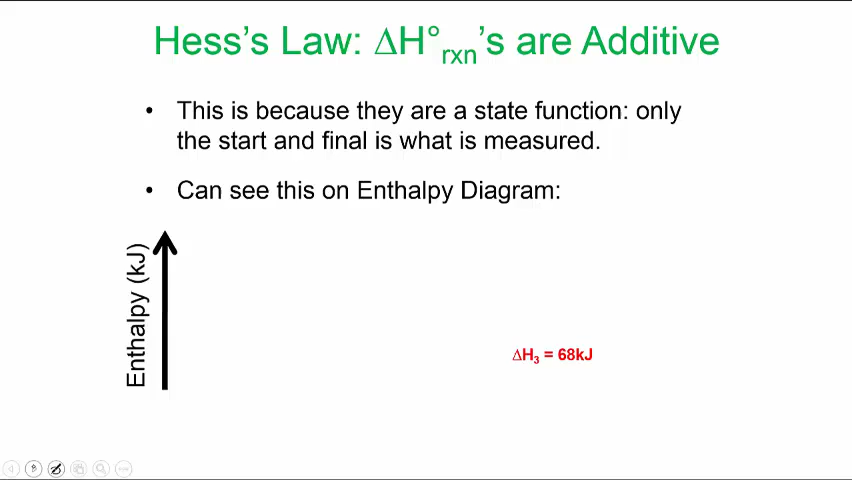 Hess's Law: ΔH°rxn's are Additive
• This is because they are a state function: only
the start and final is what is measured.
• Can see this on Enthalpy Diagram:
Enthalpy (kJ)
ΔH3 = 68kJ